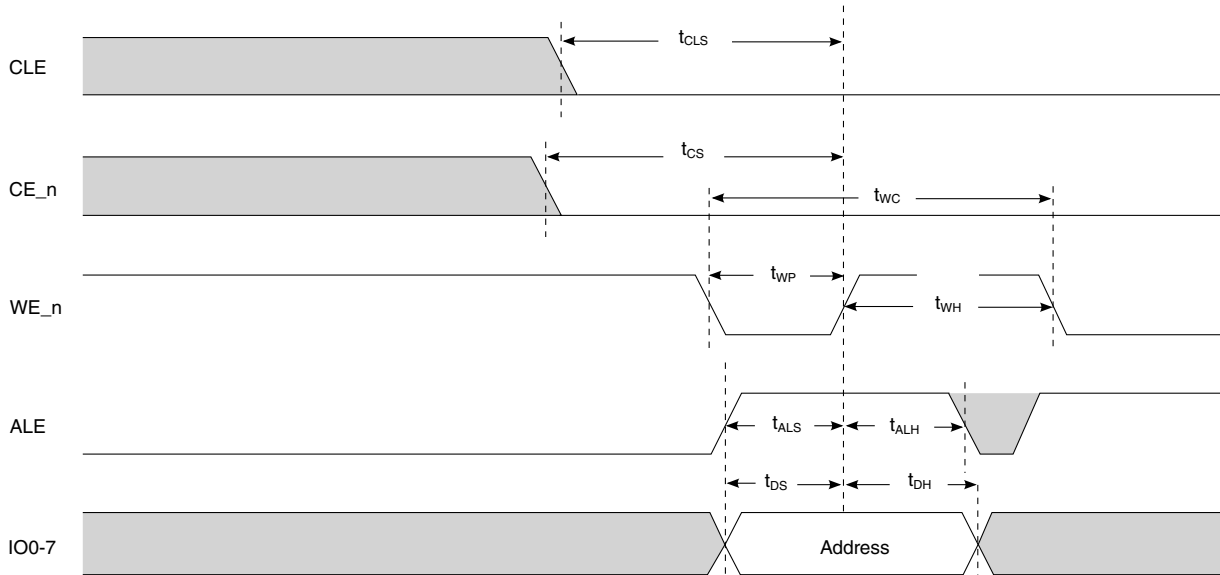 CLE
tCLS
CE_n
tCS
tWC
WE_n
tWP
tWH
ALE
tALS
tALH
IO0-7
tDS
tDH
Address